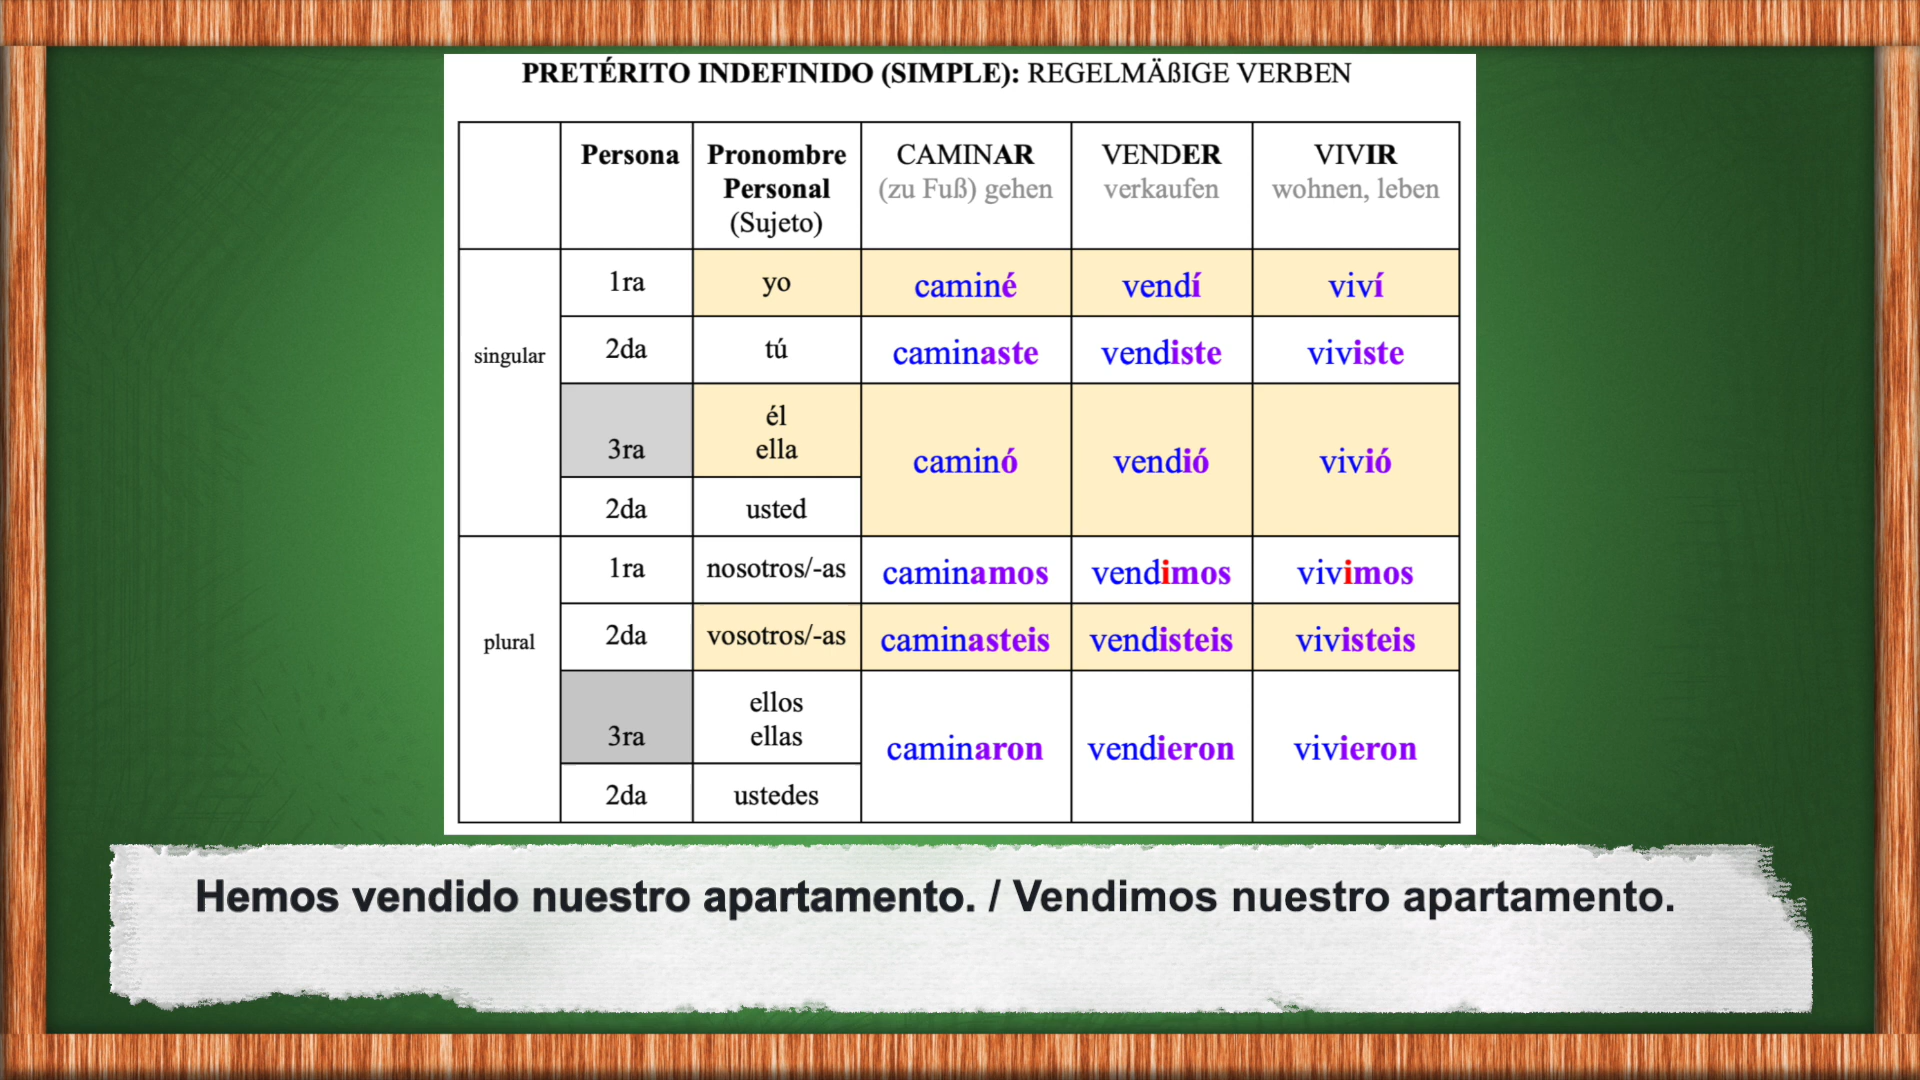 PRETÉRITO INDEFINIDO (SIMPLE): REGELMÄßIGE VERBEN
Persona Pronombre Personal (Sujeto) CAMINAR (zu Fuß) gehen VENDER verkaufen VIVIR wohnen, leben
singular
1ra yo caminé vendí viví
2da tú caminaste vendiste viviste
3ra él ella caminó vendió vivió
2da usted
plural
1ra nosotros/-as caminamos vendimos vivimos
2da vosotros/-as caminasteis vendisteis vivisteis
3ra ellos ellas caminaron vendieron vivieron
2da ustedes
Hemos vendido nuestro apartamento. / Vendimos nuestro apartamento.